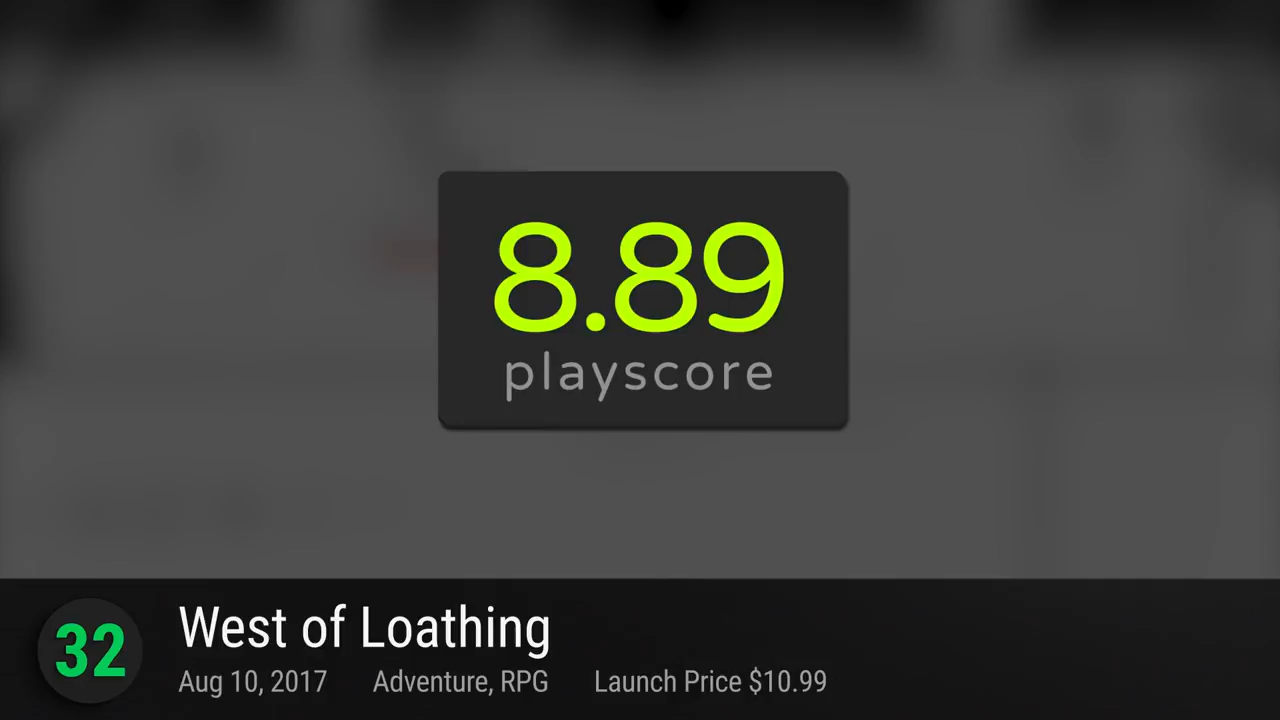 8.89
playscore
32
West of Loathing
Aug 10, 2017 Adventure, RPG Launch Price $10.99